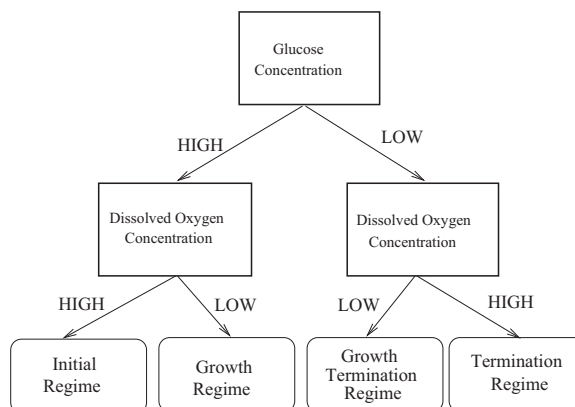 Glucose
Concentration
HIGH
LOW
Dissolved Oxygen
Concentration
Dissolved Oxygen
Concentration
HIGH
LOW
LOW
HIGH
Initial
Regime
Growth
Regime
Growth
Termination
Regime
Termination
Regime